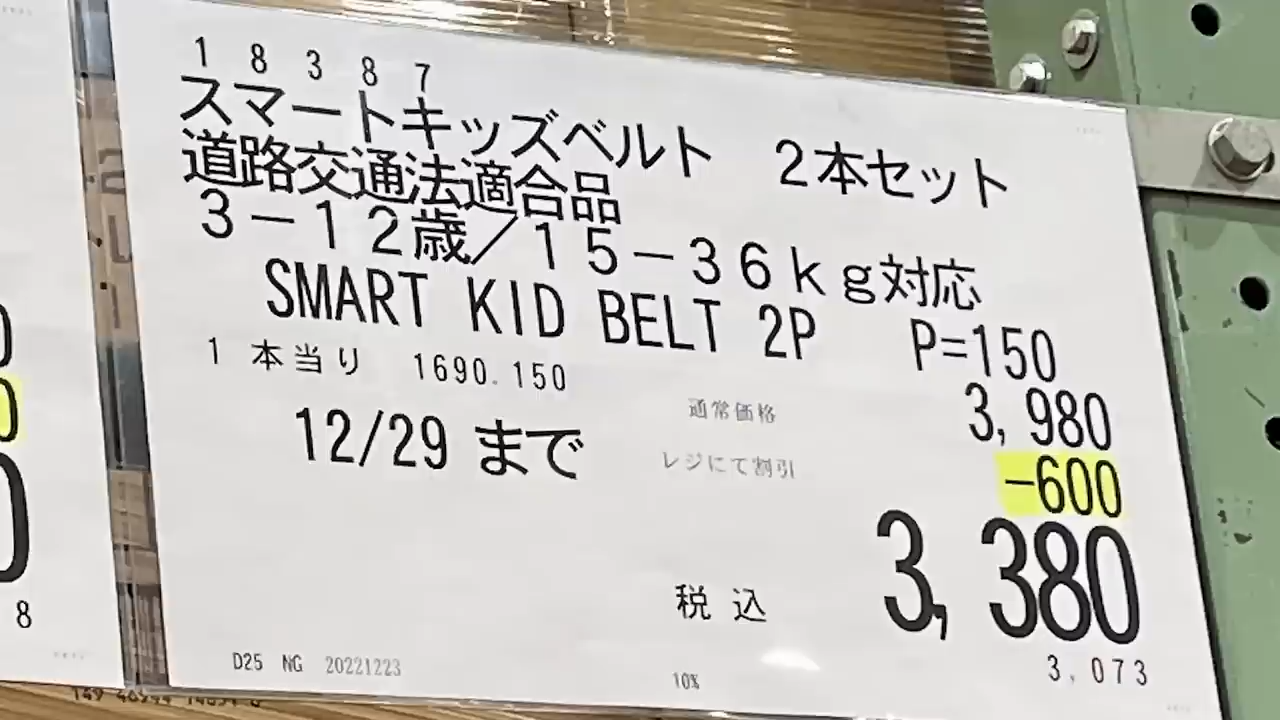 18387
スマートキッズベルト 2本セット
道路交通法適合品
3-12歳/15-36kg対応
SMART KID BELT 2P P=150
1本当り 1690.150
通常価格 3,980
12/29 まで
レジにて割引 -600
税込 3,380
3,073
D25 NG 20221223
10%
8